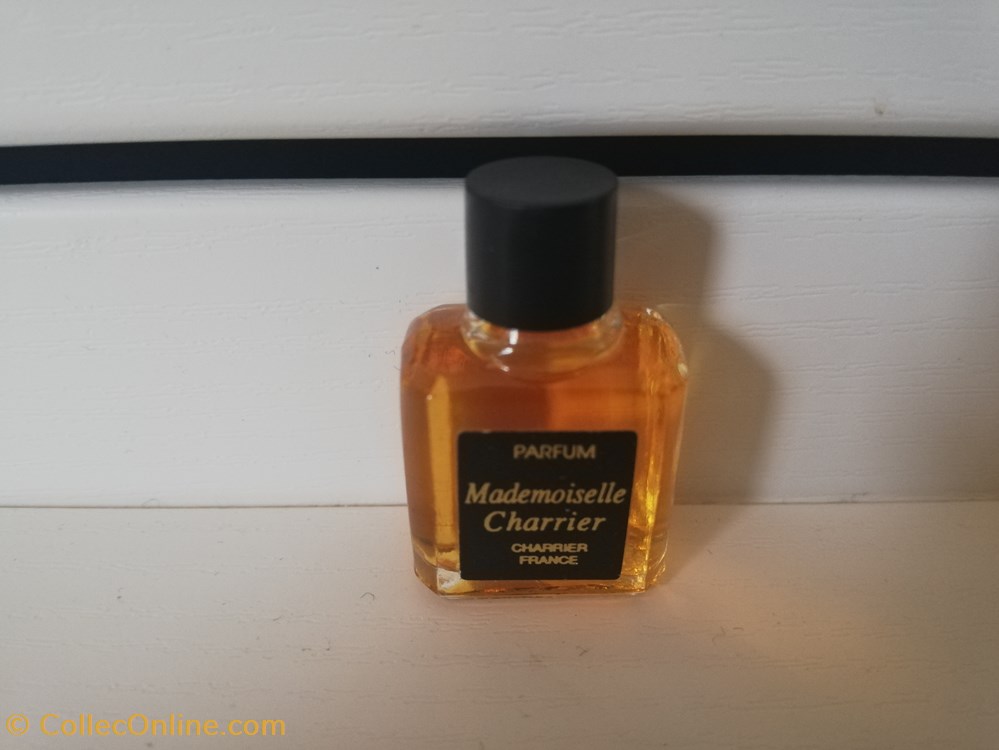 PARFUM
Mademoiselle
Charrier
CHARRIER
FRANCE
© CollecOnline.com